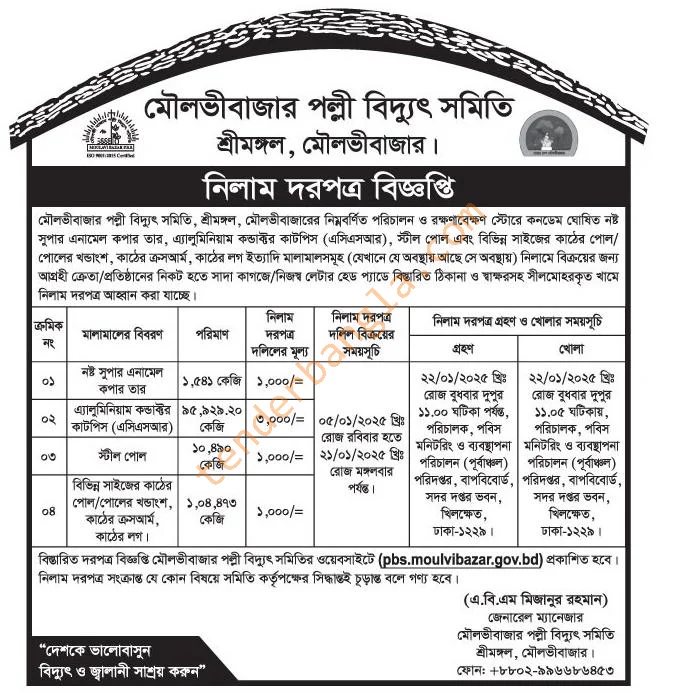 মৌলভীবাজার পল্লী বিদ্যুৎ সমিতি
শ্রীমঙ্গল, মৌলভীবাজার।
MOULVIBAZAR PBS
ISO 9001:2015 Certified
নিলাম দরপত্র বিজ্ঞপ্তি
মৌলভীবাজার পল্লী বিদ্যুৎ সমিতি, শ্রীমঙ্গল, মৌলভীবাজারের নিম্নবর্ণিত পরিচালন ও রক্ষণাবেক্ষণ স্টোরে কনডেম ঘোষিত নষ্ট
সুপার এনামেল কপার তার, এ্যালুমিনিয়াম কন্ডাক্টর কাটপিস (এসিএসআর), স্টীল পোল এবং বিভিন্ন সাইজের কাঠের পোল/
পোলের খন্ডাংশ, কাঠের ক্রসআর্ম, কাঠের লগ ইত্যাদি মালামালসমূহ (যেখানে যে অবস্থায় আছে সে অবস্থায়) নিলামে বিক্রয়ের জন্য
আগ্রহী ক্রেতা/প্রতিষ্ঠানের নিকট হতে সাদা কাগজে/নিজস্ব লেটার হেড প্যাডে বিস্তারিত ঠিকানা ও স্বাক্ষরসহ সীলমোহরকৃত খামে
নিলাম দরপত্র আহ্বান করা যাচ্ছে।
ক্রমিক নং
মালামালের বিবরণ
পরিমাণ
নিলাম দরপত্র দলিলের মূল্য
নিলাম দরপত্র দলিল বিক্রয়ের সময়সূচি
নিলাম দরপত্র গ্রহণ ও খোলার সময়সূচি
গ্রহণ
খোলা
০১
নষ্ট সুপার এনামেল
কপার তার
১,৫৪১ কেজি
১,০০০/=
০২
এ্যালুমিনিয়াম কন্ডাক্টর
কাটপিস (এসিএসআর)
৯৫,৯২৯.২০
কেজি
৩,০০০/=
০৩
স্টীল পোল
১০,৪৯০
কেজি
১,০০০/=
০৪
বিভিন্ন সাইজের কাঠের
পোল/পোলের খন্ডাংশ,
কাঠের ক্রসআর্ম,
কাঠের লগ।
১,০৪,৪৭৩
কেজি
১,০০০/=
০৫/০১/২০২৫ খ্রিঃ
রোজ রবিবার হতে
২১/০১/২০২৫ খ্রিঃ
রোজ মঙ্গলবার
পর্যন্ত।
২২/০১/২০২৫ খ্রিঃ
রোজ বুধবার দুপুর
১১.০০ ঘটিকা পর্যন্ত,
পরিচালক, পবিস
মনিটরিং ও ব্যবস্থাপনা
পরিচালন (পূর্বাঞ্চল)
পরিদপ্তর, বাপবিবোর্ড,
সদর দপ্তর ভবন,
খিলক্ষেত,
ঢাকা-১২২৯।
২২/০১/২০২৫ খ্রিঃ
রোজ বুধবার দুপুর
১১.০৫ ঘটিকায়,
পরিচালক, পবিস
মনিটরিং ও ব্যবস্থাপনা
পরিচালন (পূর্বাঞ্চল)
পরিদপ্তর, বাপবিবোর্ড,
সদর দপ্তর ভবন,
খিলক্ষেত,
ঢাকা-১২২৯।
বিস্তারিত দরপত্র বিজ্ঞপ্তি মৌলভীবাজার পল্লী বিদ্যুৎ সমিতির ওয়েবসাইটে (pbs.moulvibazar.gov.bd) প্রকাশিত হবে।
নিলাম দরপত্র সংক্রান্ত যে কোন বিষয়ে সমিতি কর্তৃপক্ষের সিদ্ধান্তই চূড়ান্ত বলে গণ্য হবে।
(এ.বি.এম মিজানুর রহমান)
জেনারেল ম্যানেজার
মৌলভীবাজার পল্লী বিদ্যুৎ সমিতি
শ্রীমঙ্গল, মৌলভীবাজার।
ফোন: +৮৮০২-৯৯৬৬৮৬৪৫৩
“দেশকে ভালোবাসুন
বিদ্যুৎ ও জ্বালানী সাশ্রয় করুন”
tenderbangla.com